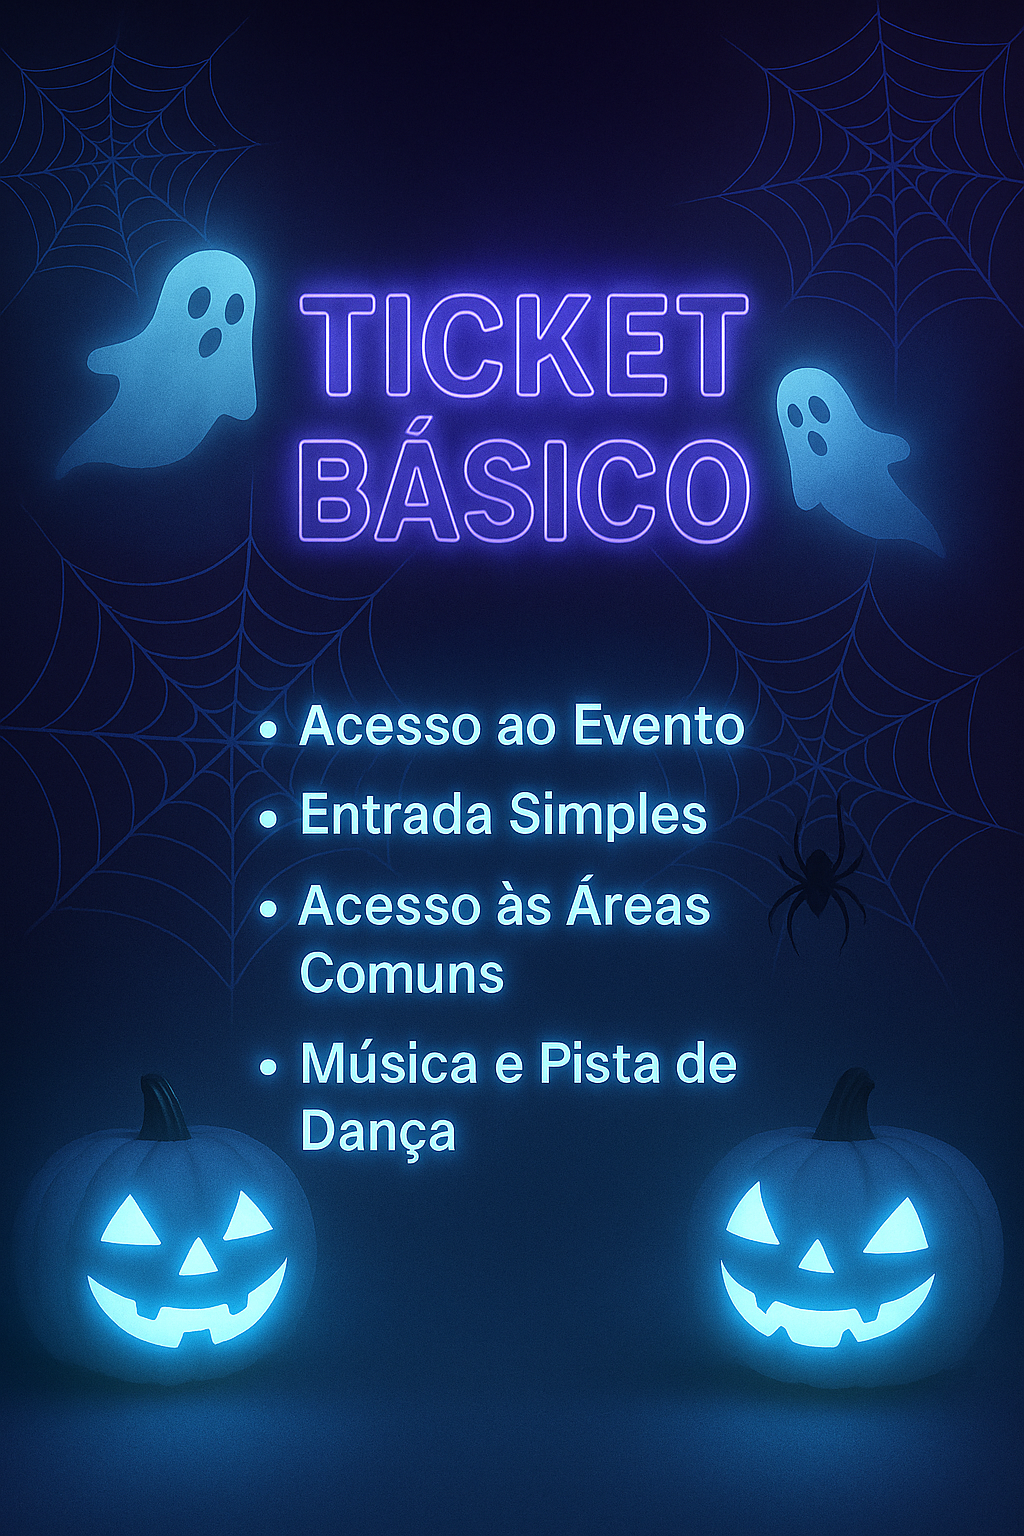 TICKET
BÁSICO
• Acesso ao Evento
• Entrada Simples
• Acesso às Áreas
Comuns
• Música e Pista de
Dança